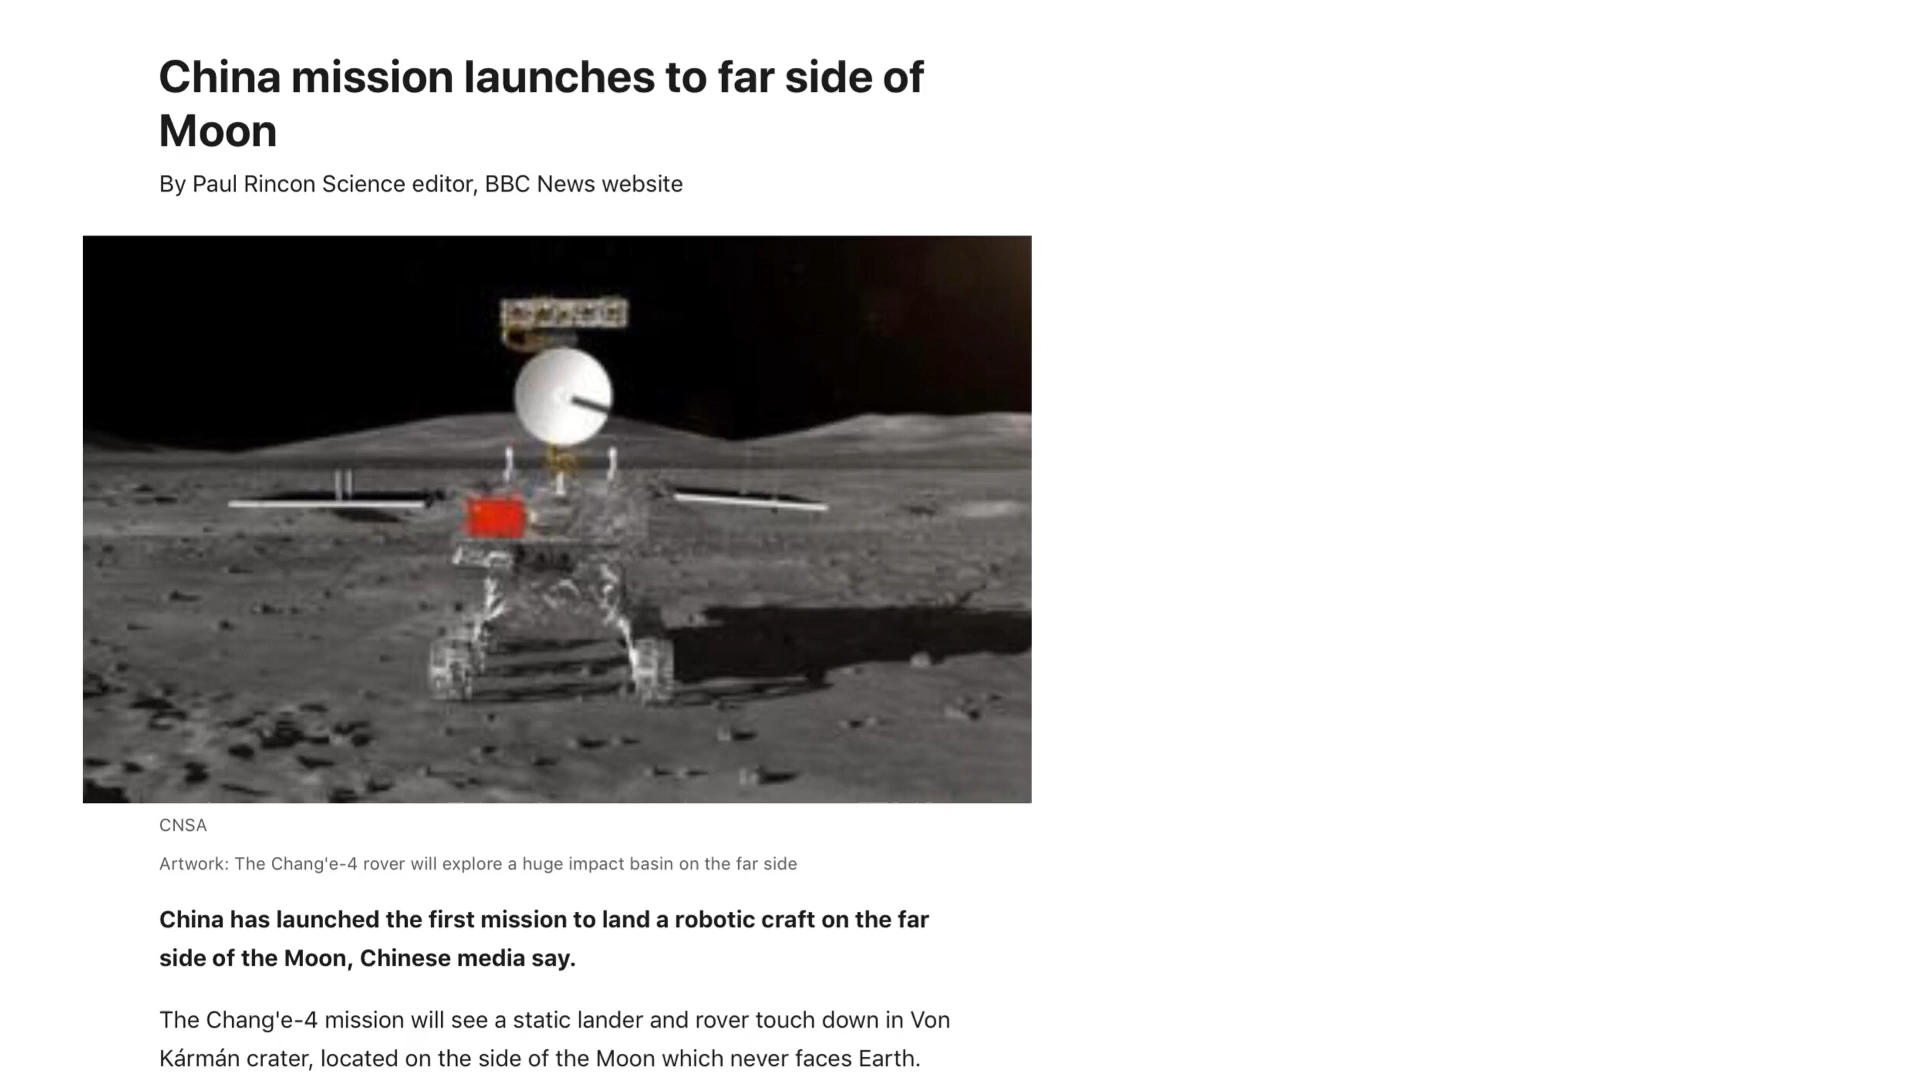 China mission launches to far side of
Moon
By Paul Rincon Science editor, BBC News website
CNSA
Artwork: The Chang'e-4 rover will explore a huge impact basin on the far side
China has launched the first mission to land a robotic craft on the far
side of the Moon, Chinese media say.
The Chang'e-4 mission will see a static lander and rover touch down in Von
Kármán crater, located on the side of the Moon which never faces Earth.